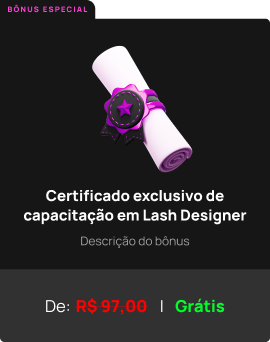 BÔNUS ESPECIAL
Certificado exclusivo de
capacitação em Lash Designer
Descrição do bônus
De: R$ 97,00 | Grátis